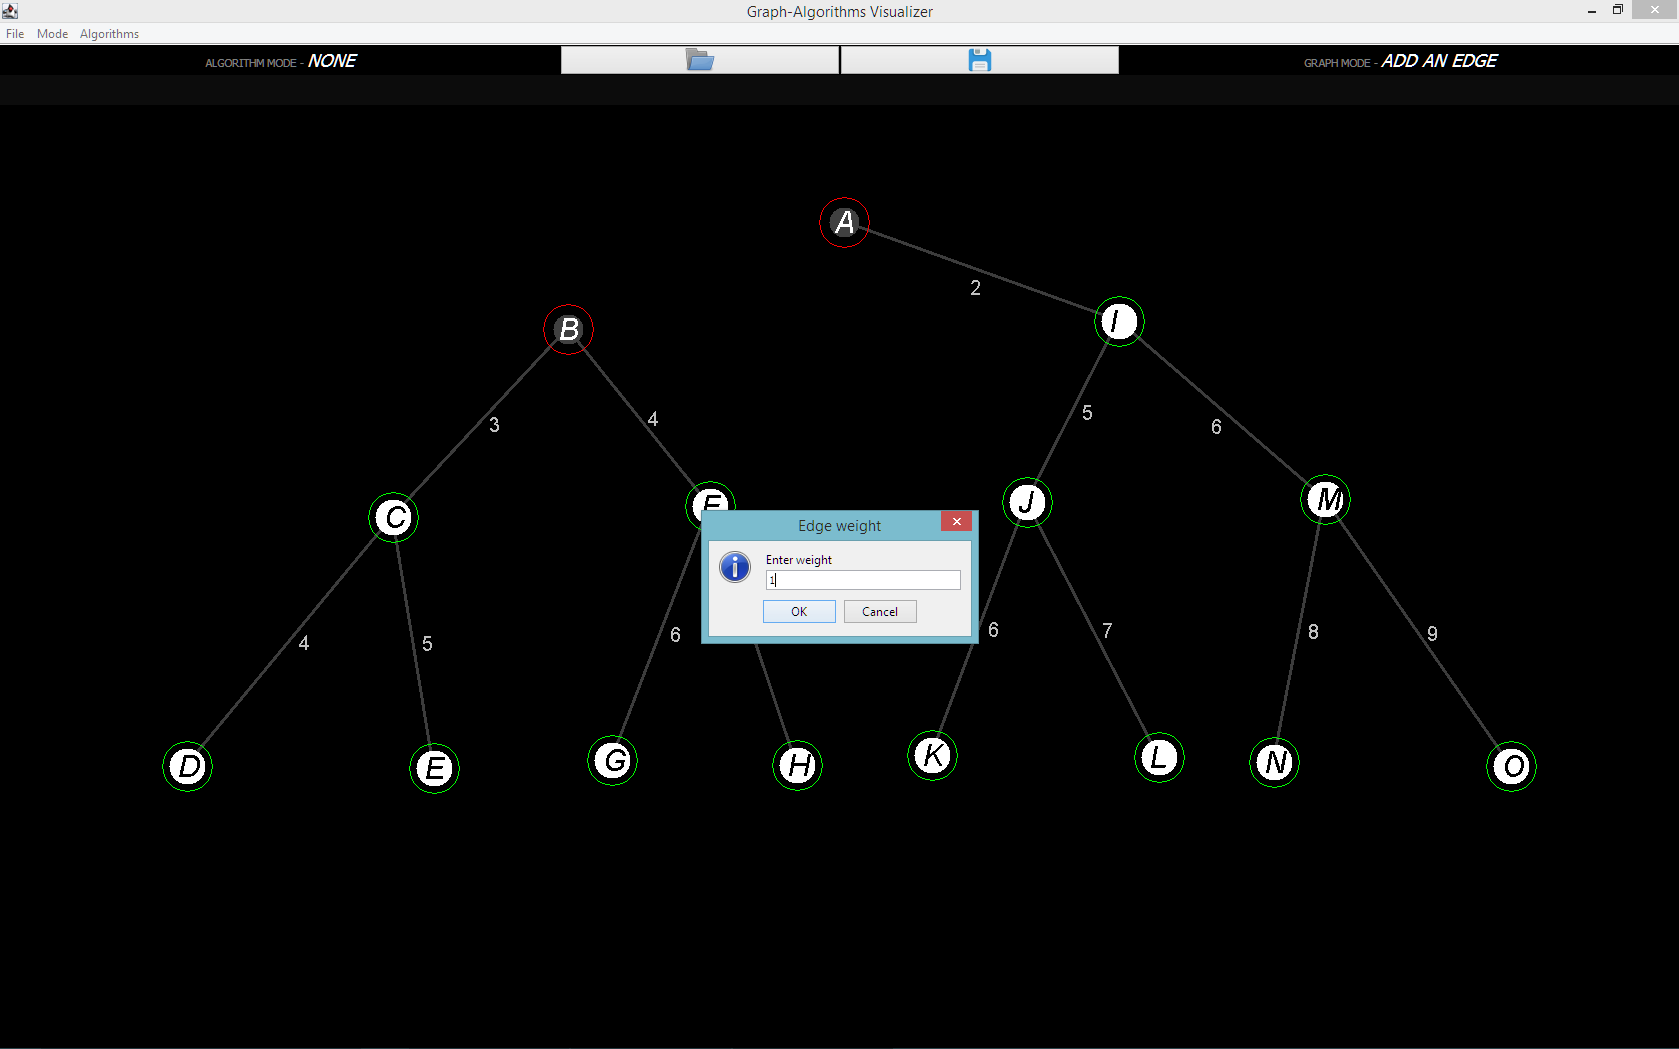 Graph-Algorithms Visualizer
File Mode Algorithms
ALGORITHM MODE - NONE
GRAPH MODE - ADD AN EDGE
A
2
B
I
3
4
5
6
C
J
M
Edge weight
Enter weight
1
OK Cancel
4
5
6
6
7
8
9
D
E
G
H
K
L
N
O